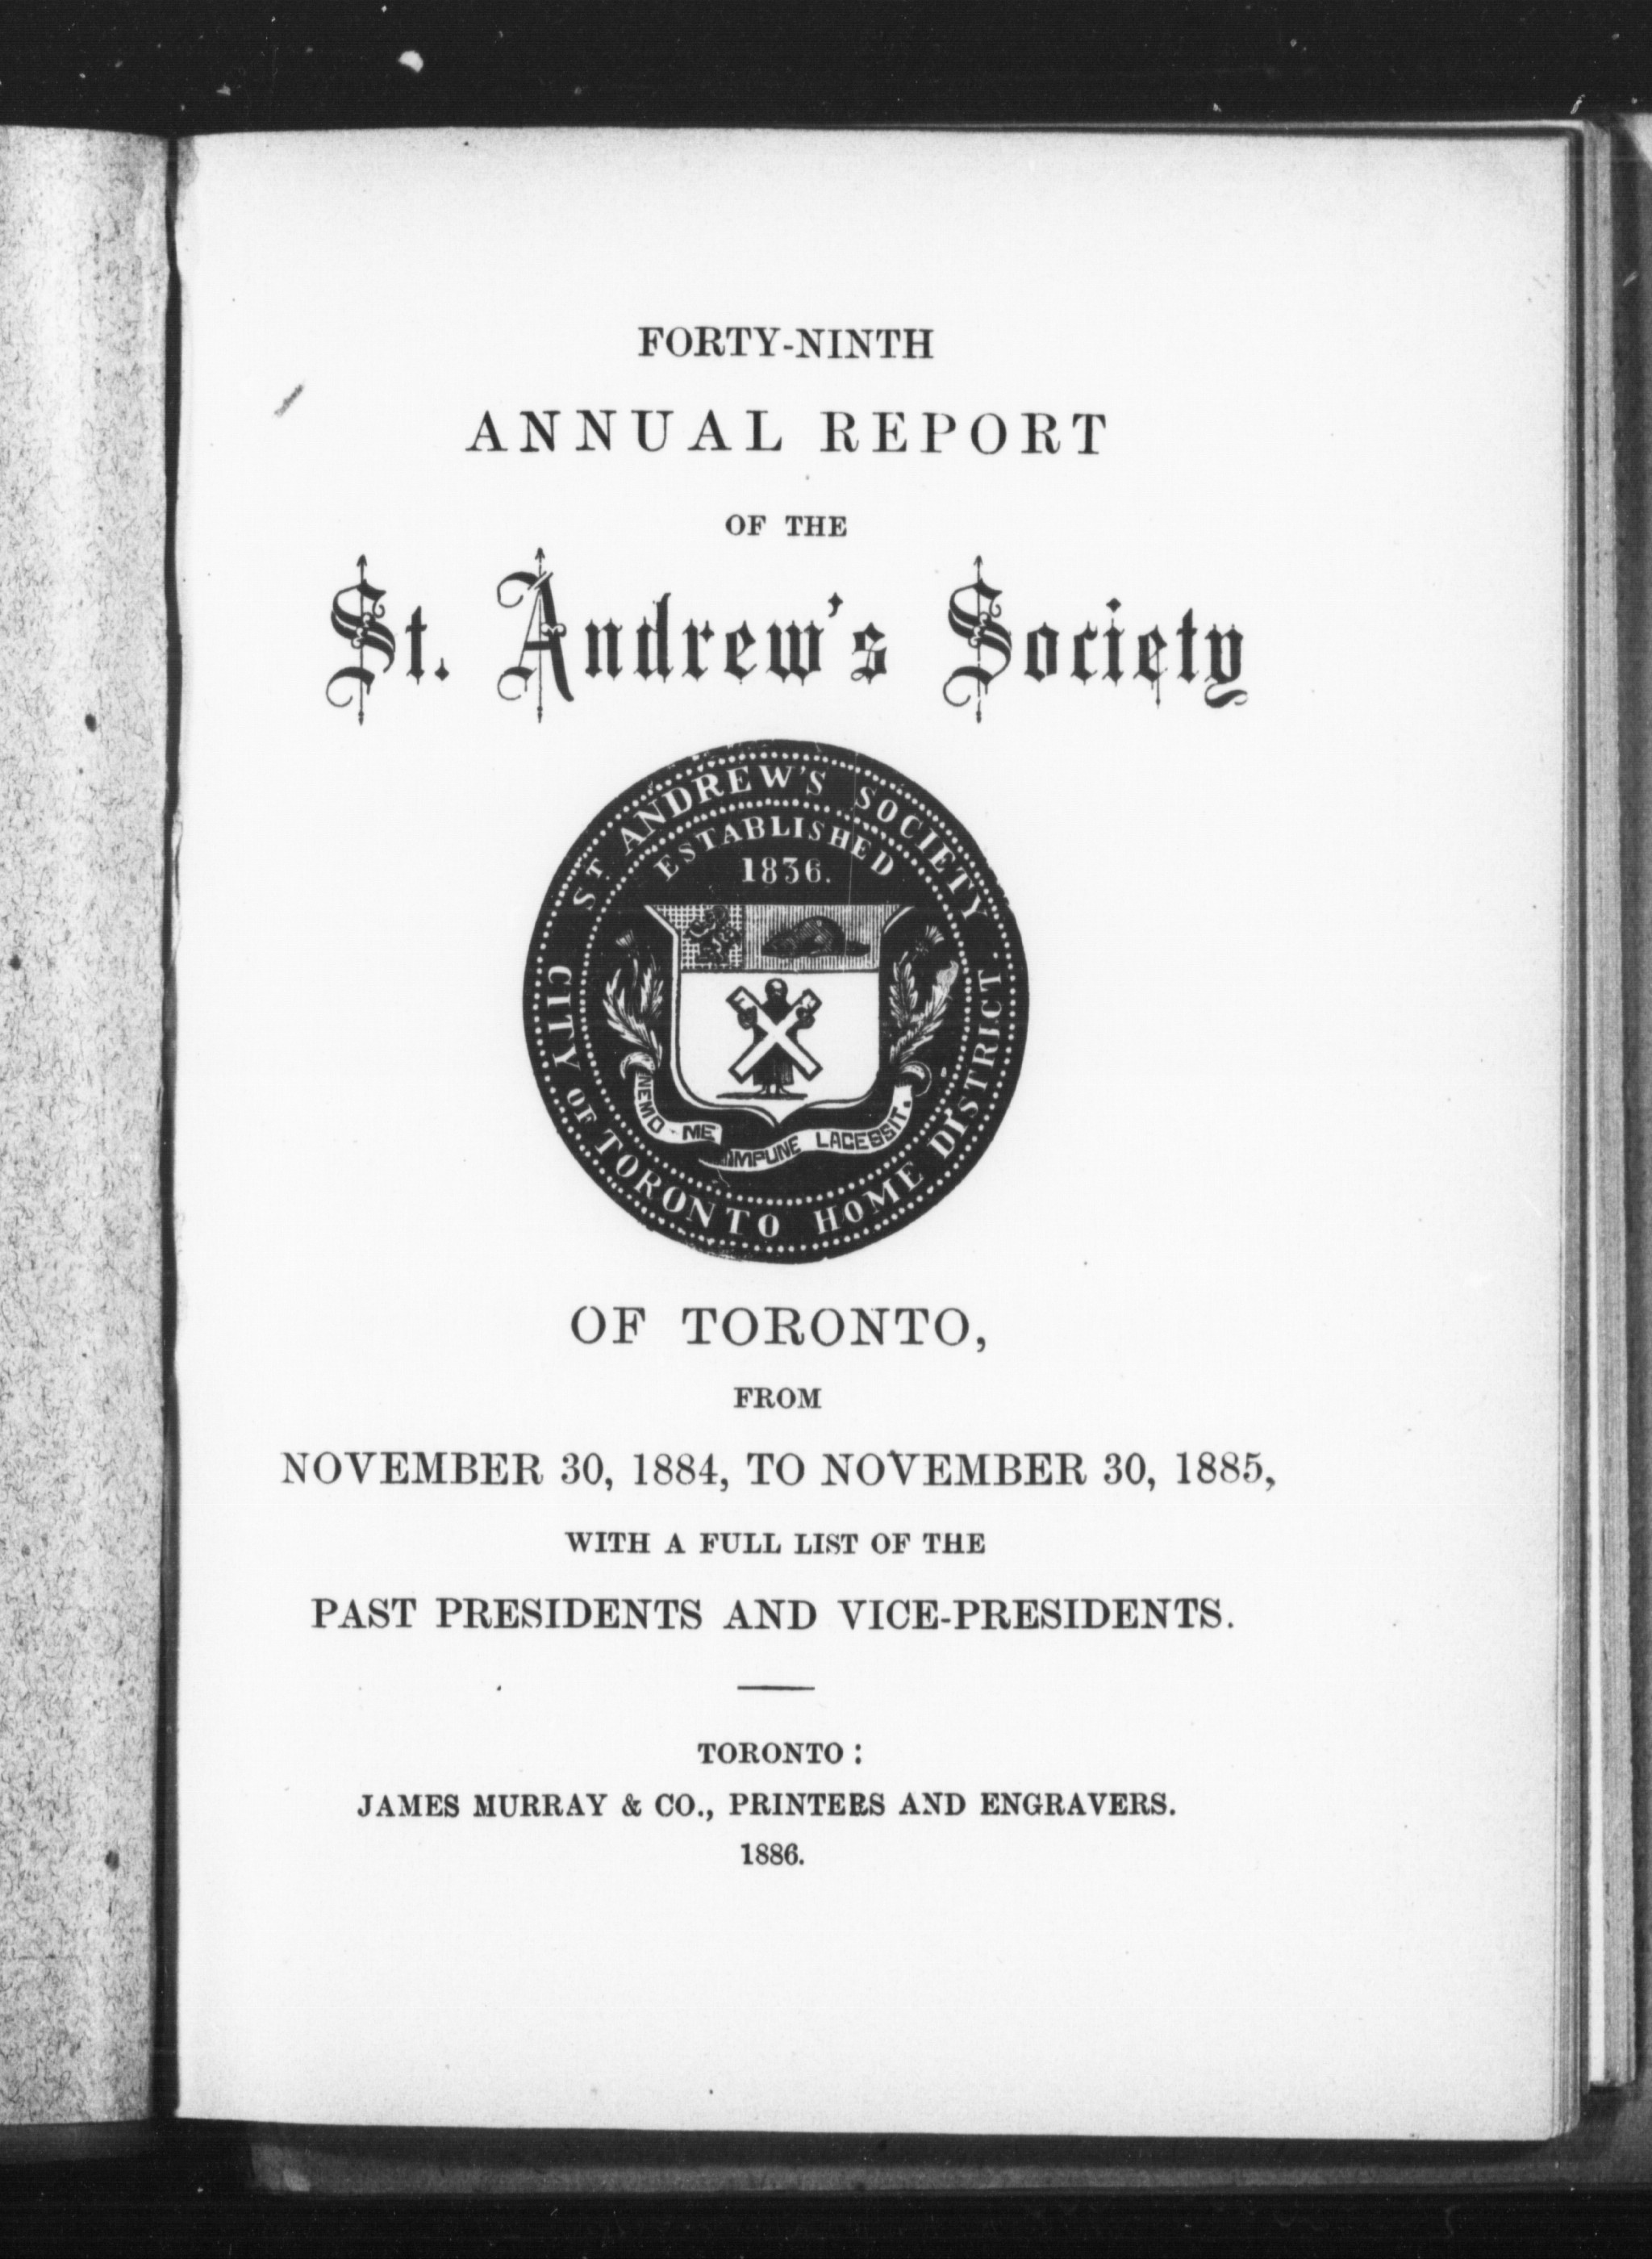 FORTY-NINTH
ANNUAL REPORT
OF THE
St. Andrew's Society
ST. ANDREW'S SOCIETY
CITY OF TORONTO HOME DISTRICT
ESTABLISHED
1836.
NEMO ME IMPUNE LACESSIT.
OF TORONTO,
FROM
NOVEMBER 30, 1884, TO NOVEMBER 30, 1885,
WITH A FULL LIST OF THE
PAST PRESIDENTS AND VICE-PRESIDENTS.
TORONTO:
JAMES MURRAY & CO., PRINTERS AND ENGRAVERS.
1886.